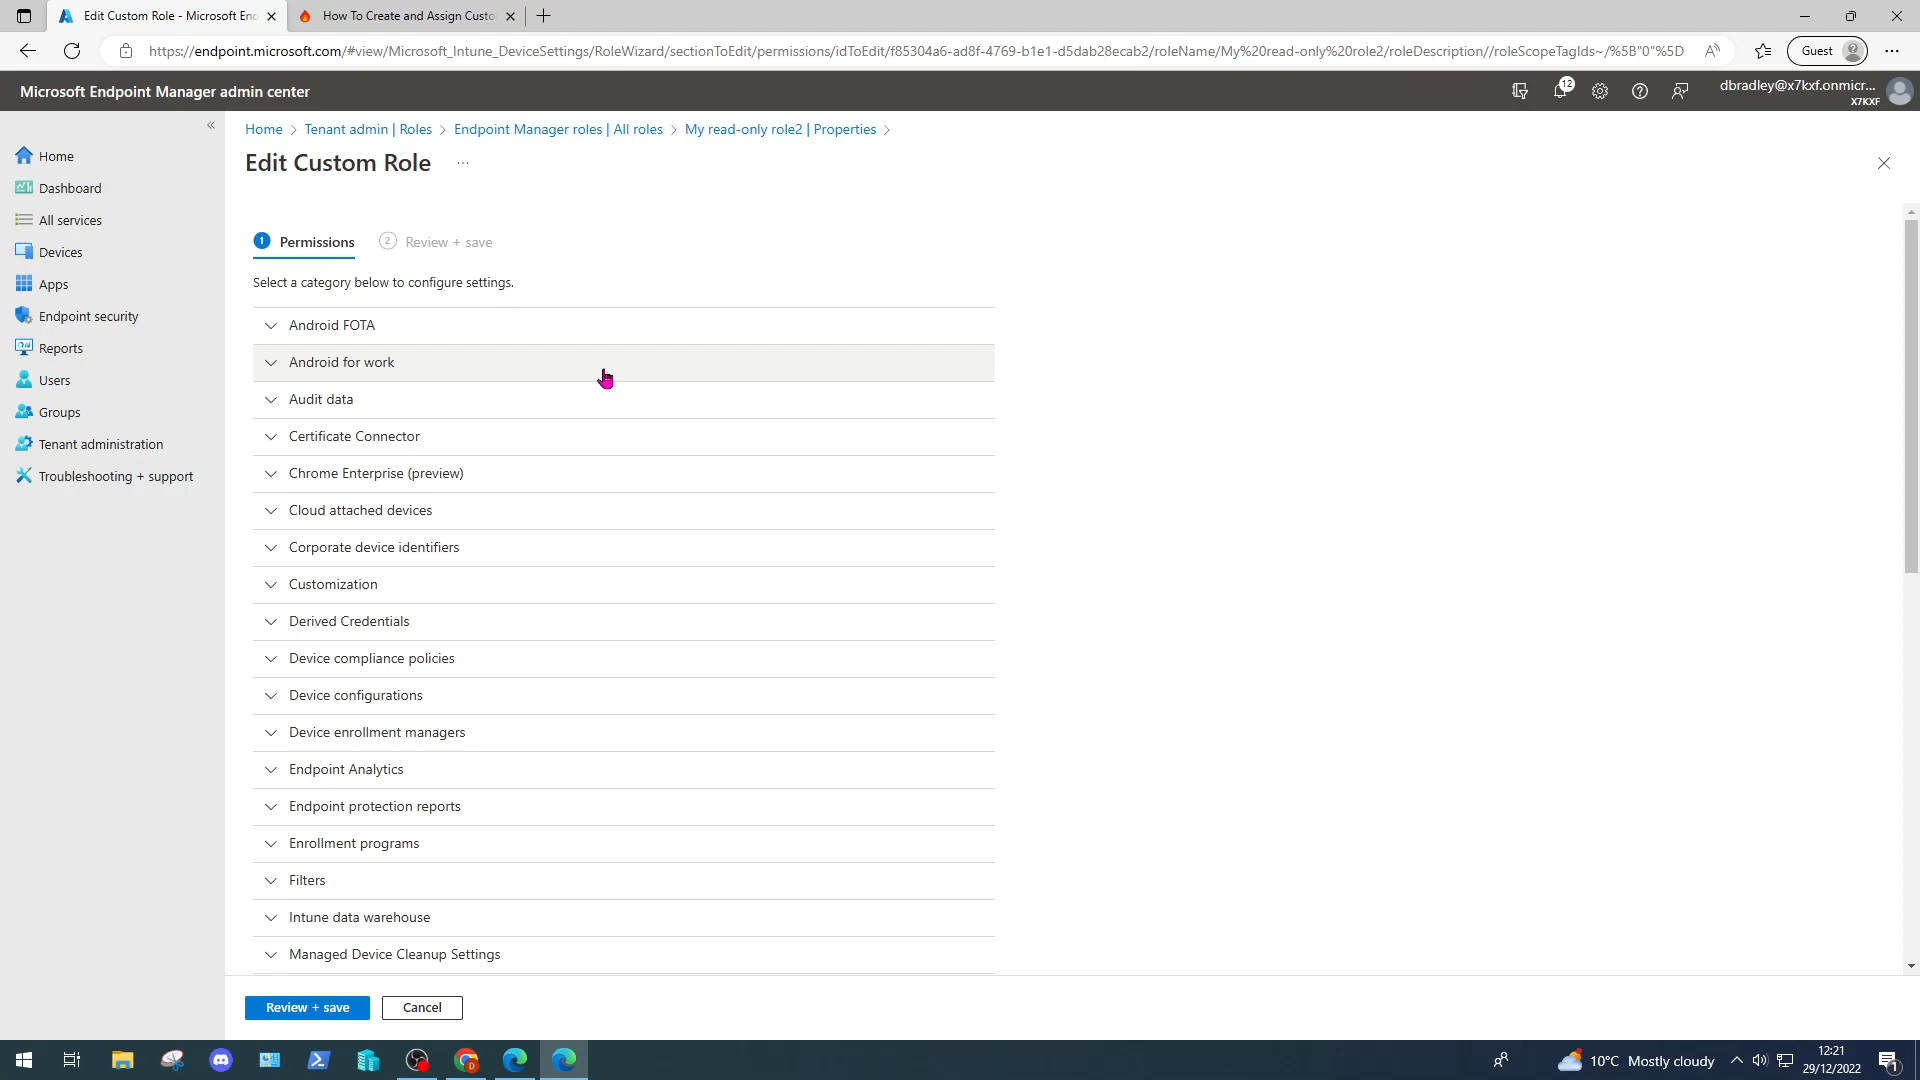 Edit Custom Role - Microsoft End
How To Create and Assign Custo
https://endpoint.microsoft.com/#view/Microsoft_Intune_DeviceSettings/RoleWizard/sectionToEdit/permissions/idToEdit/f85304a6-ad8f-4769-b1e1-d5dab28ecab2/roleName/My%20read-only%20role2/roleDescription//roleScopeTagIds~/%5B"0"%5D
Guest
Microsoft Endpoint Manager admin center
12
dbradley@x7kxf.onmicr...
X7KXF
Home > Tenant admin | Roles > Endpoint Manager roles | All roles > My read-only role2 | Properties >
Edit Custom Role ...
Home
Dashboard
All services
Devices
Apps
Endpoint security
Reports
Users
Groups
Tenant administration
Troubleshooting + support
1 Permissions
2 Review + save
Select a category below to configure settings.
Android FOTA
Android for work
Audit data
Certificate Connector
Chrome Enterprise (preview)
Cloud attached devices
Corporate device identifiers
Customization
Derived Credentials
Device compliance policies
Device configurations
Device enrollment managers
Endpoint Analytics
Endpoint protection reports
Enrollment programs
Filters
Intune data warehouse
Managed Device Cleanup Settings
Review + save
Cancel
10°C Mostly cloudy
12:21
29/12/2022
1